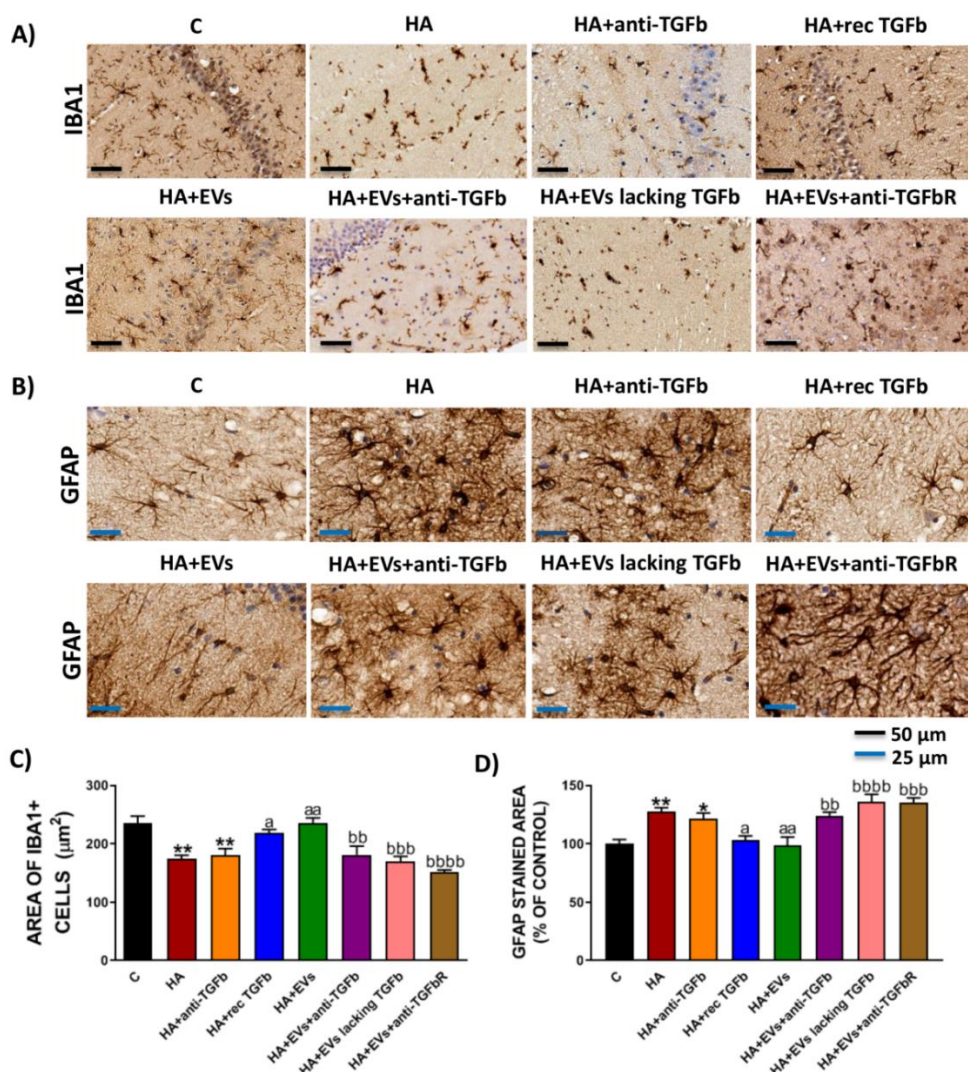 A)
C HA HA+anti-TGFb HA+rec TGFb
IBA1
HA+EVs HA+EVs+anti-TGFb HA+EVs lacking TGFb HA+EVs+anti-TGFbR
IBA1
B)
C HA HA+anti-TGFb HA+rec TGFb
GFAP
HA+EVs HA+EVs+anti-TGFb HA+EVs lacking TGFb HA+EVs+anti-TGFbR
GFAP
50 µm
25 µm
C)
AREA OF IBA1+
CELLS (µm²)
300
200
100
0
** ** a aa bb bbb bbbb
C
HA
HA+anti-TGFb
HA+rec TGFb
HA+EVs
HA+EVs+anti-TGFb
HA+EVs lacking TGFb
HA+EVs+anti-TGFbR
D)
GFAP STAINED AREA
(% OF CONTROL)
150
100
50
0
** * a aa bb bbbb bbb
C
HA
HA+anti-TGFb
HA+rec TGFb
HA+EVs
HA+EVs+anti-TGFb
HA+EVs lacking TGFb
HA+EVs+anti-TGFbR